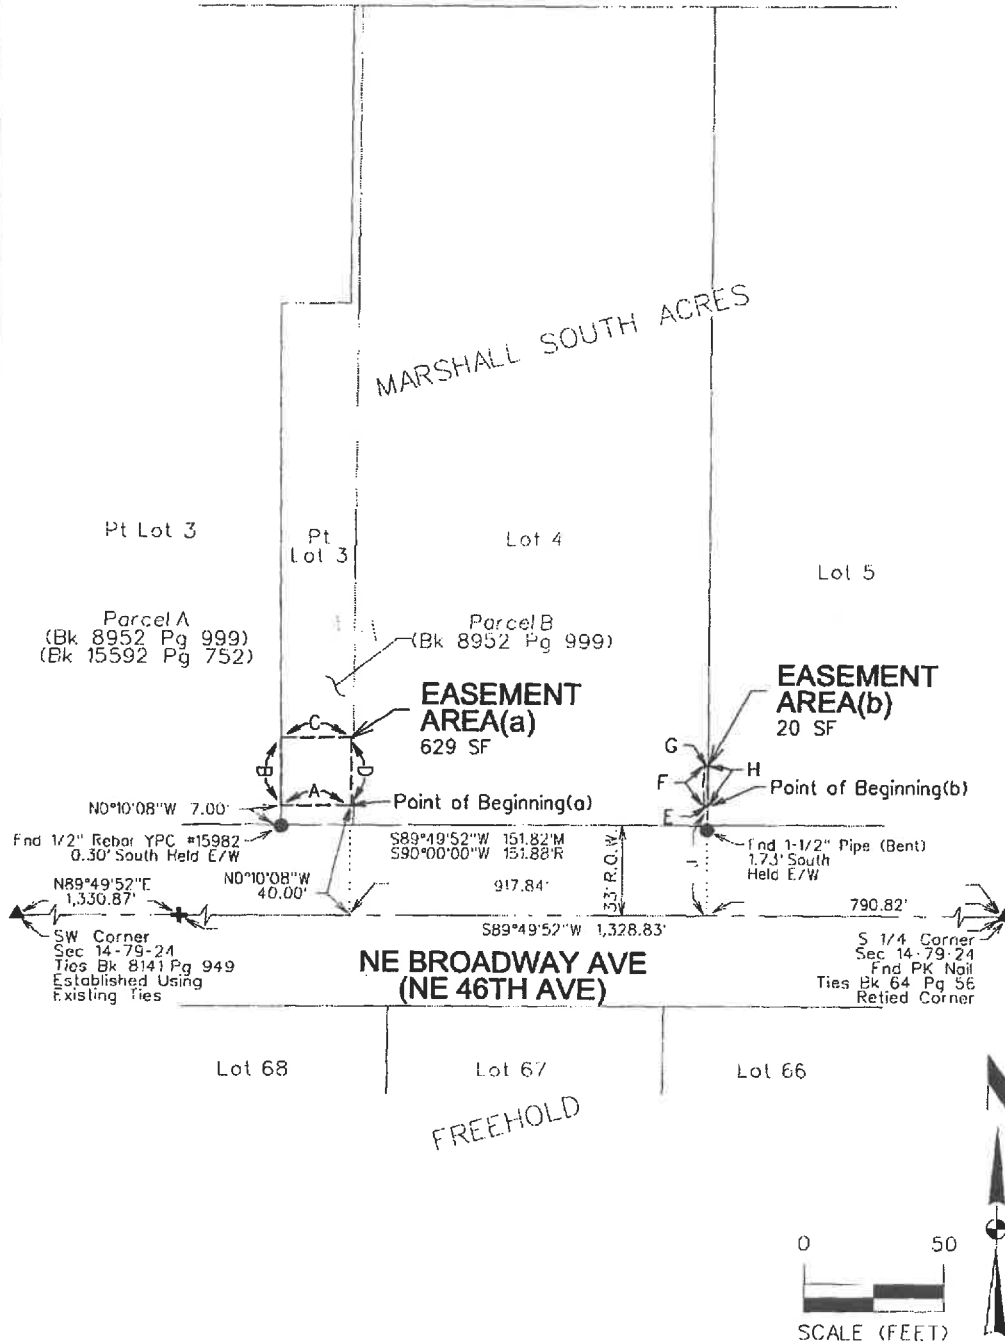 MARSHALL SOUTH ACRES
Pt Lot 3
Pt
Lot 3
Lot 4
Lot 5
Parcel A
(Bk 8952 Pg 999)
(Bk 15592 Pg 752)
Parcel B
(Bk 8952 Pg 999)
EASEMENT
AREA(a)
629 SF
EASEMENT
AREA(b)
20 SF
C
B
D
A
G
H
F
E
Point of Beginning(a)
Point of Beginning(b)
N0°10'08"W 7.00'
Fnd 1/2" Rebar YPC #15982
0.30' South Held E/W
S89°49'52"W 151.82'M
S90°00'00"W 151.88'R
33' R.O.W.
Fnd 1-1/2" Pipe (Bent)
1.73' South
Held E/W
N0°10'08"W
40.00'
917.84'
N89°49'52"E
1,330.87'
790.82'
S89°49'52"W 1,328.83'
SW Corner
Sec 14-79-24
Ties Bk 8141 Pg 949
Established Using
Existing Ties
NE BROADWAY AVE
(NE 46TH AVE)
S 1/4 Corner
Sec 14-79-24
Fnd PK Nail
Ties Bk 64 Pg 56
Retied Corner
Lot 68
Lot 67
Lot 66
FREEHOLD
0 50
SCALE (FEET)